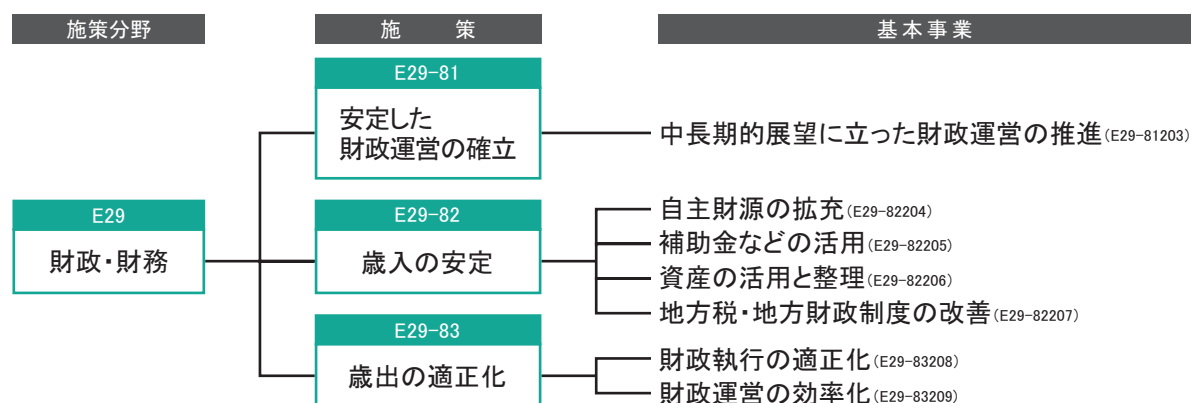 施策分野
施　策
基本事業
E29-81
安定した
財政運営の確立
中長期的展望に立った財政運営の推進(E29-81203)
E29
財政・財務
E29-82
歳入の安定
自主財源の拡充(E29-82204)
補助金などの活用(E29-82205)
資産の活用と整理(E29-82206)
地方税・地方財政制度の改善(E29-82207)
E29-83
歳出の適正化
財政執行の適正化(E29-83208)
財政運営の効率化(E29-83209)